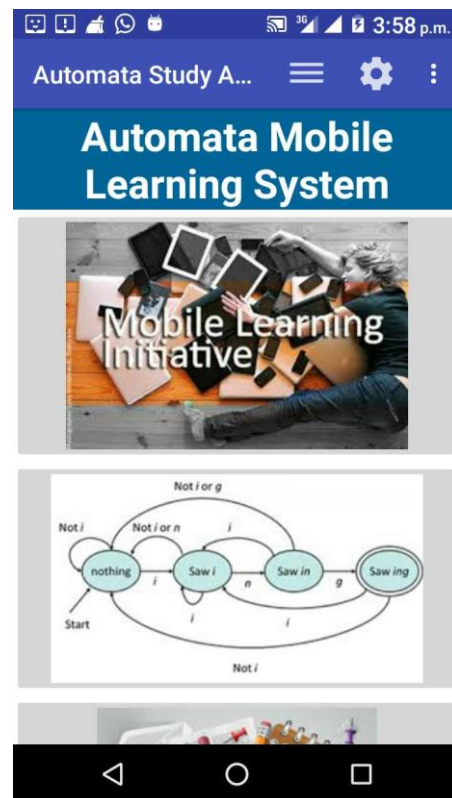 3G 3:58 p.m.
Automata Study A...
Automata Mobile
Learning System
Mobile Learning
Initiative
Not i or g
Not i
Not i or n
i
nothing
i
Saw i
n
Saw in
g
Saw ing
Start
i
i
Not i